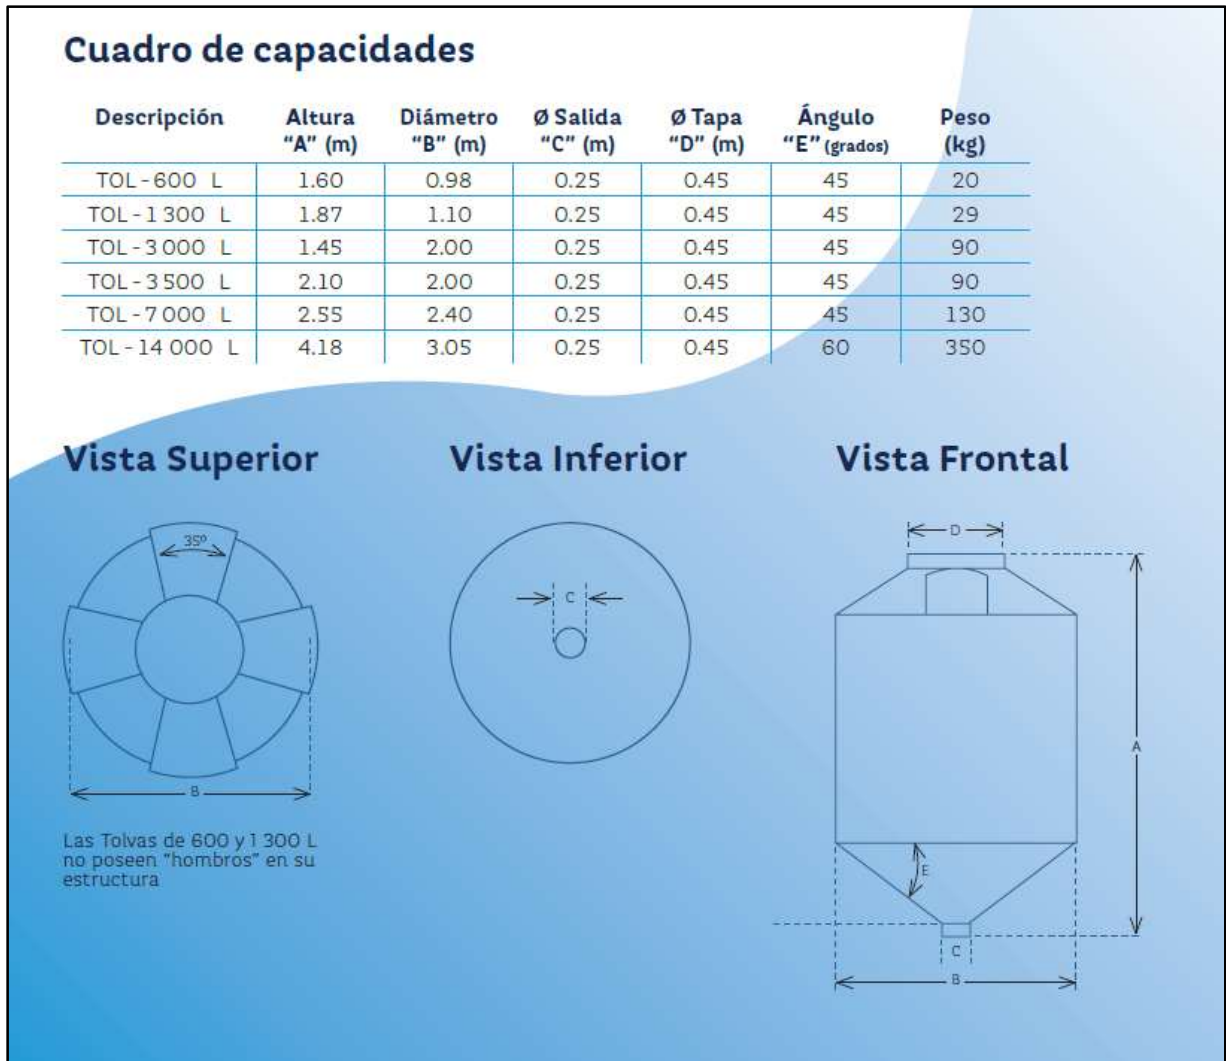 Cuadro de capacidades
Descripción Altura "A" (m) Diámetro "B" (m) Ø Salida "C" (m) Ø Tapa "D" (m) Ángulo "E" (grados) Peso (kg)
TOL-600 L 1.60 0.98 0.25 0.45 45 20
TOL-1 300 L 1.87 1.10 0.25 0.45 45 29
TOL-3 000 L 1.45 2.00 0.25 0.45 45 90
TOL-3 500 L 2.10 2.00 0.25 0.45 45 90
TOL-7 000 L 2.55 2.40 0.25 0.45 45 130
TOL-14 000 L 4.18 3.05 0.25 0.45 60 350
Vista Superior
35º
B
Las Tolvas de 600 y 1 300 L
no poseen "hombros" en su
estructura
Vista Inferior
C
Vista Frontal
D
A
E
C
B